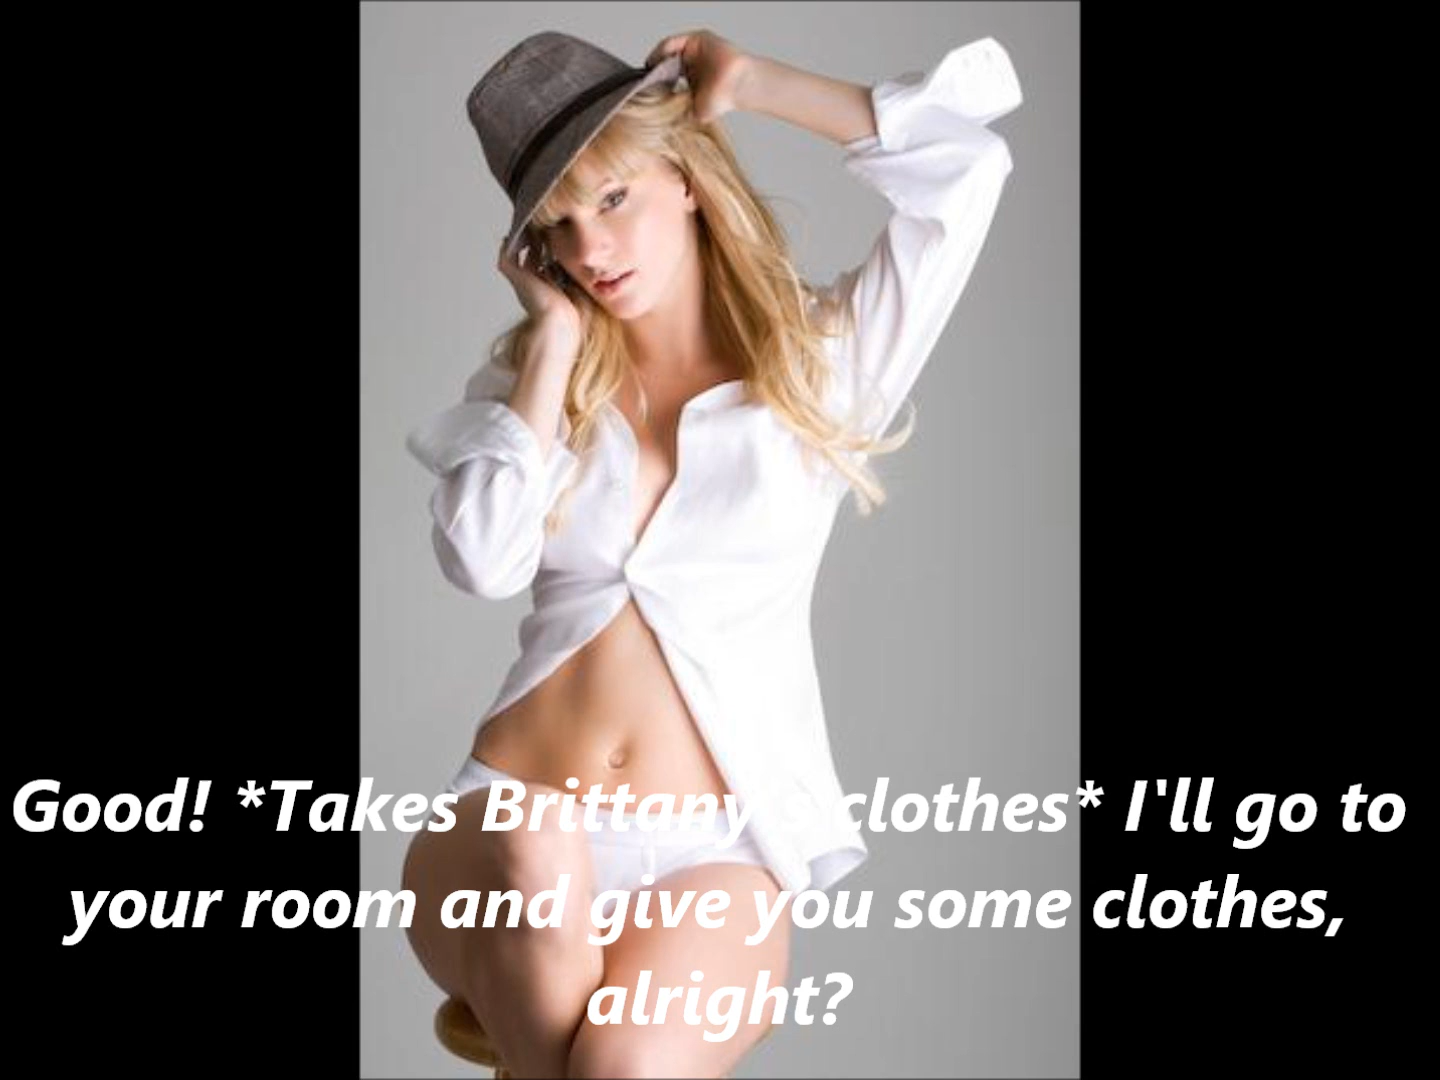 Good! *Takes Brittany's clothes* I'll go to
your room and give you some clothes,
alright?